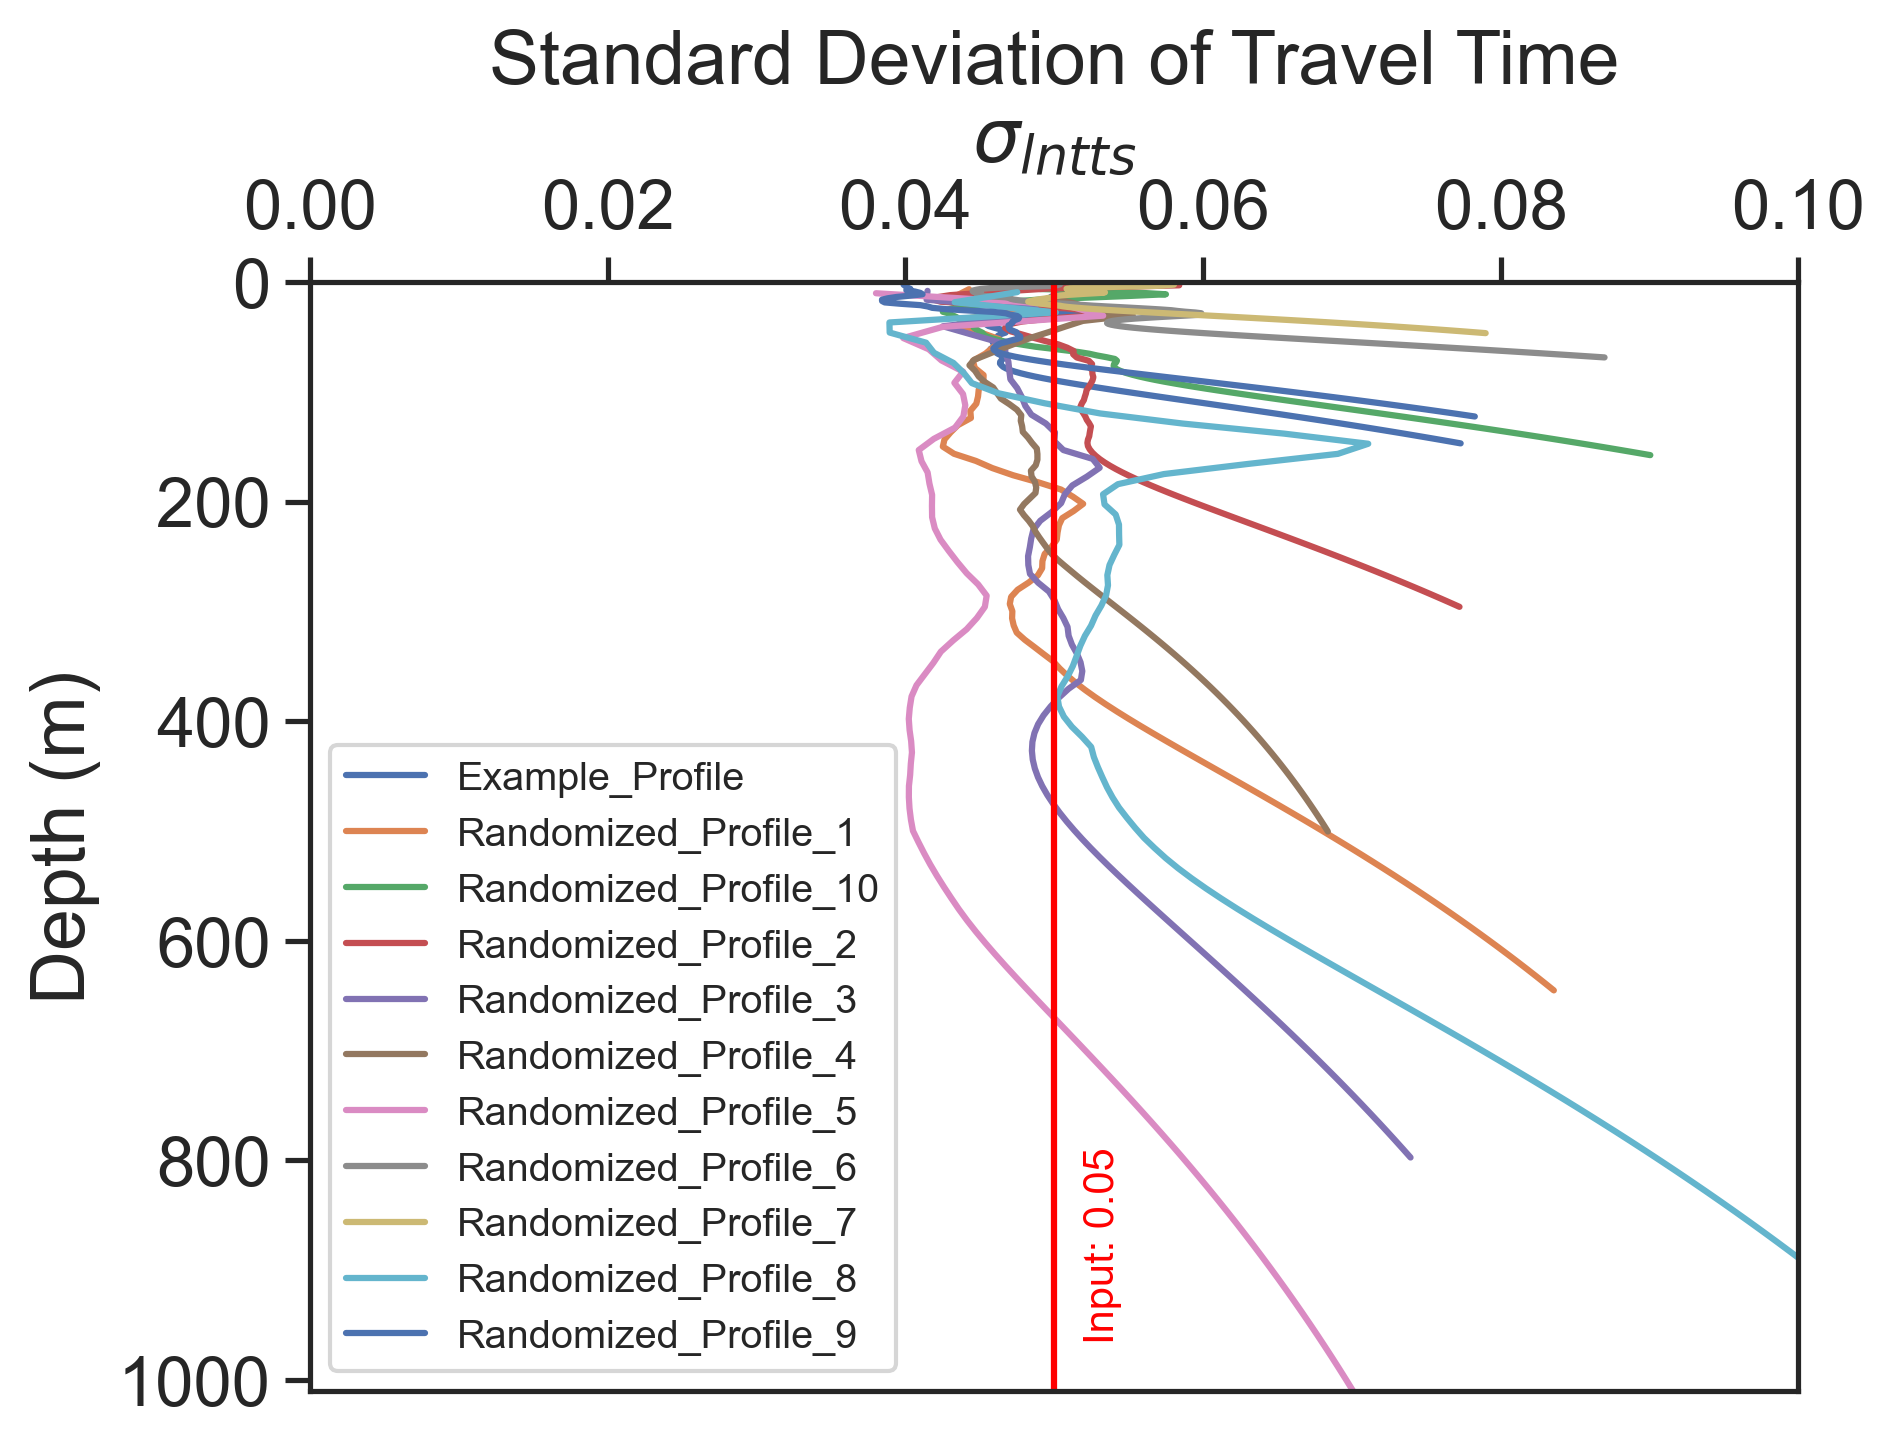 Standard Deviation of Travel Time
σlntts
0.00 0.02 0.04 0.06 0.08 0.10
0
200
400
600
800
1000
Depth (m)
Example_Profile
Randomized_Profile_1
Randomized_Profile_10
Randomized_Profile_2
Randomized_Profile_3
Randomized_Profile_4
Randomized_Profile_5
Randomized_Profile_6
Randomized_Profile_7
Randomized_Profile_8
Randomized_Profile_9
Input: 0.05